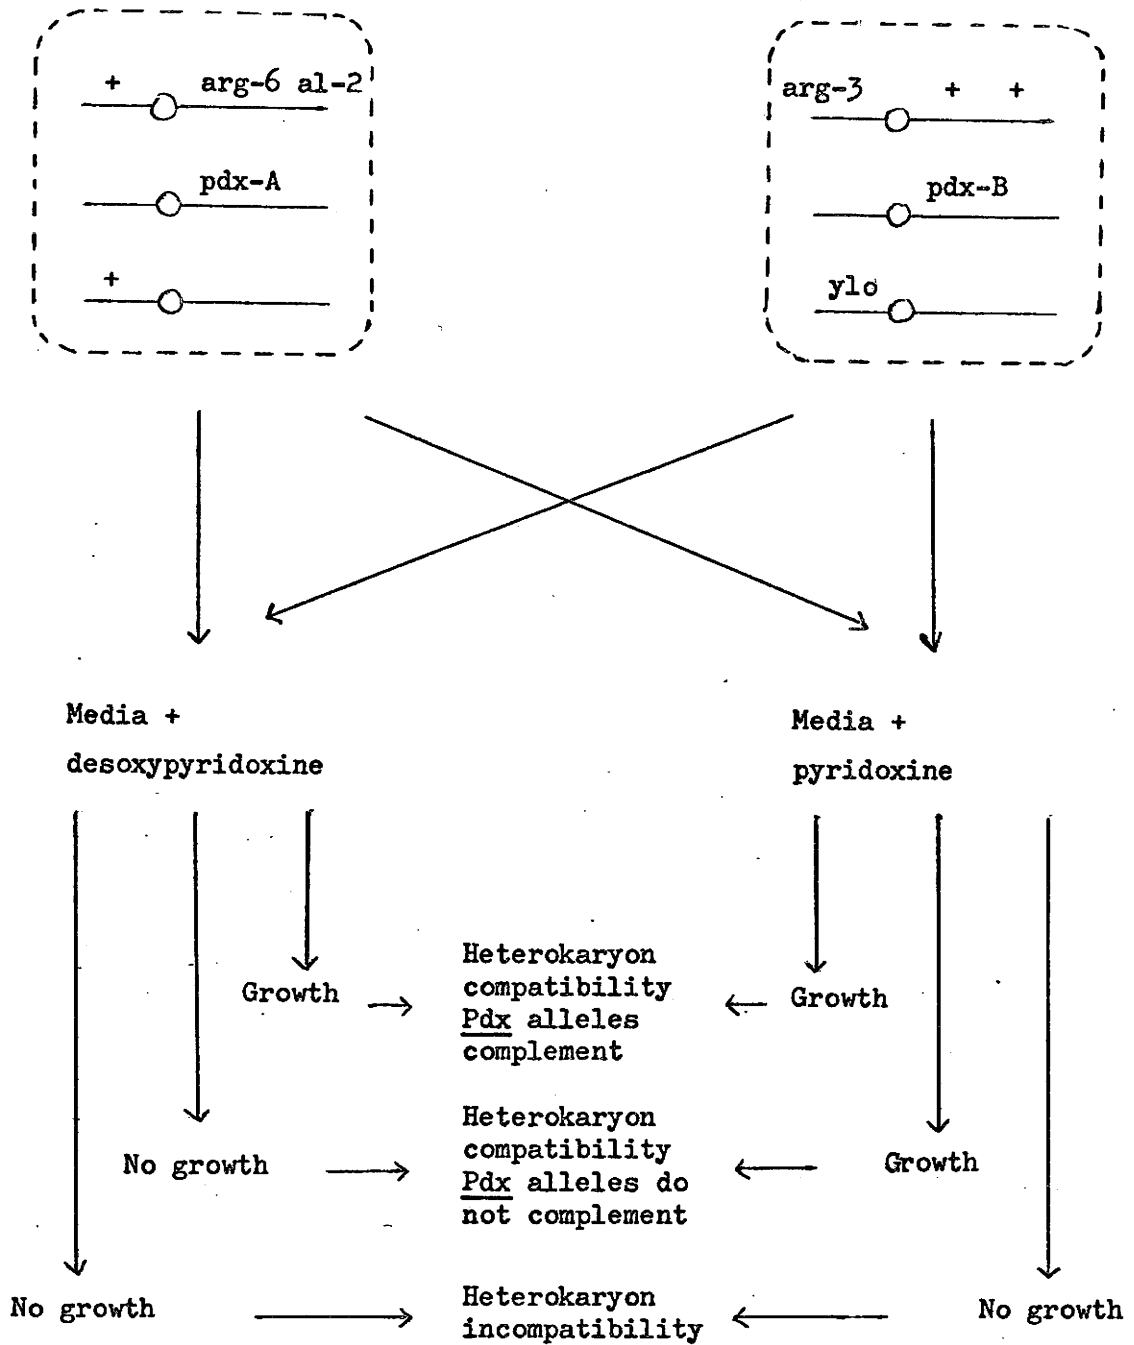 + arg-6 al-2
pdx-A
+
arg-3 + +
pdx-B
ylo
Media +
desoxypyridoxine
Media +
pyridoxine
Growth
Heterokaryon
compatibility
Pdx alleles
complement
Growth
No growth
Heterokaryon
compatibility
Pdx alleles do
not complement
Growth
No growth
Heterokaryon
incompatibility
No growth